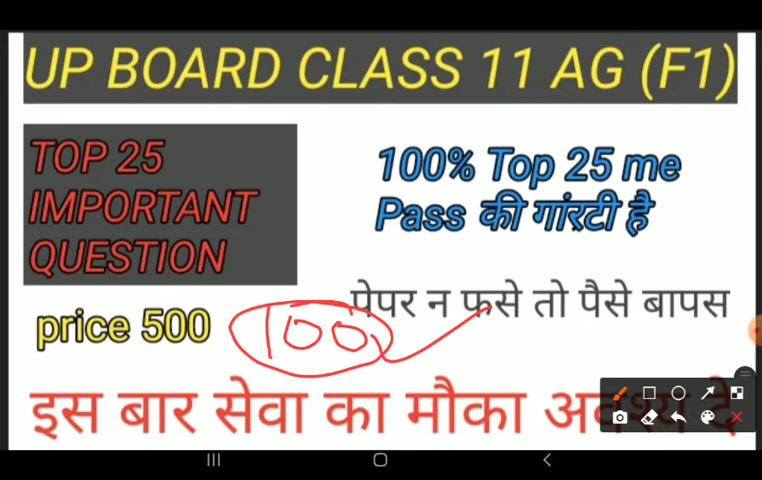 UP BOARD CLASS 11 AG (F1)
TOP 25
IMPORTANT
QUESTION
100% Top 25 me
Pass की गांरटी है
पेपर न फसे तो पैसे बापस
price 500
100
इस बार सेवा का मौका अवश्य दे